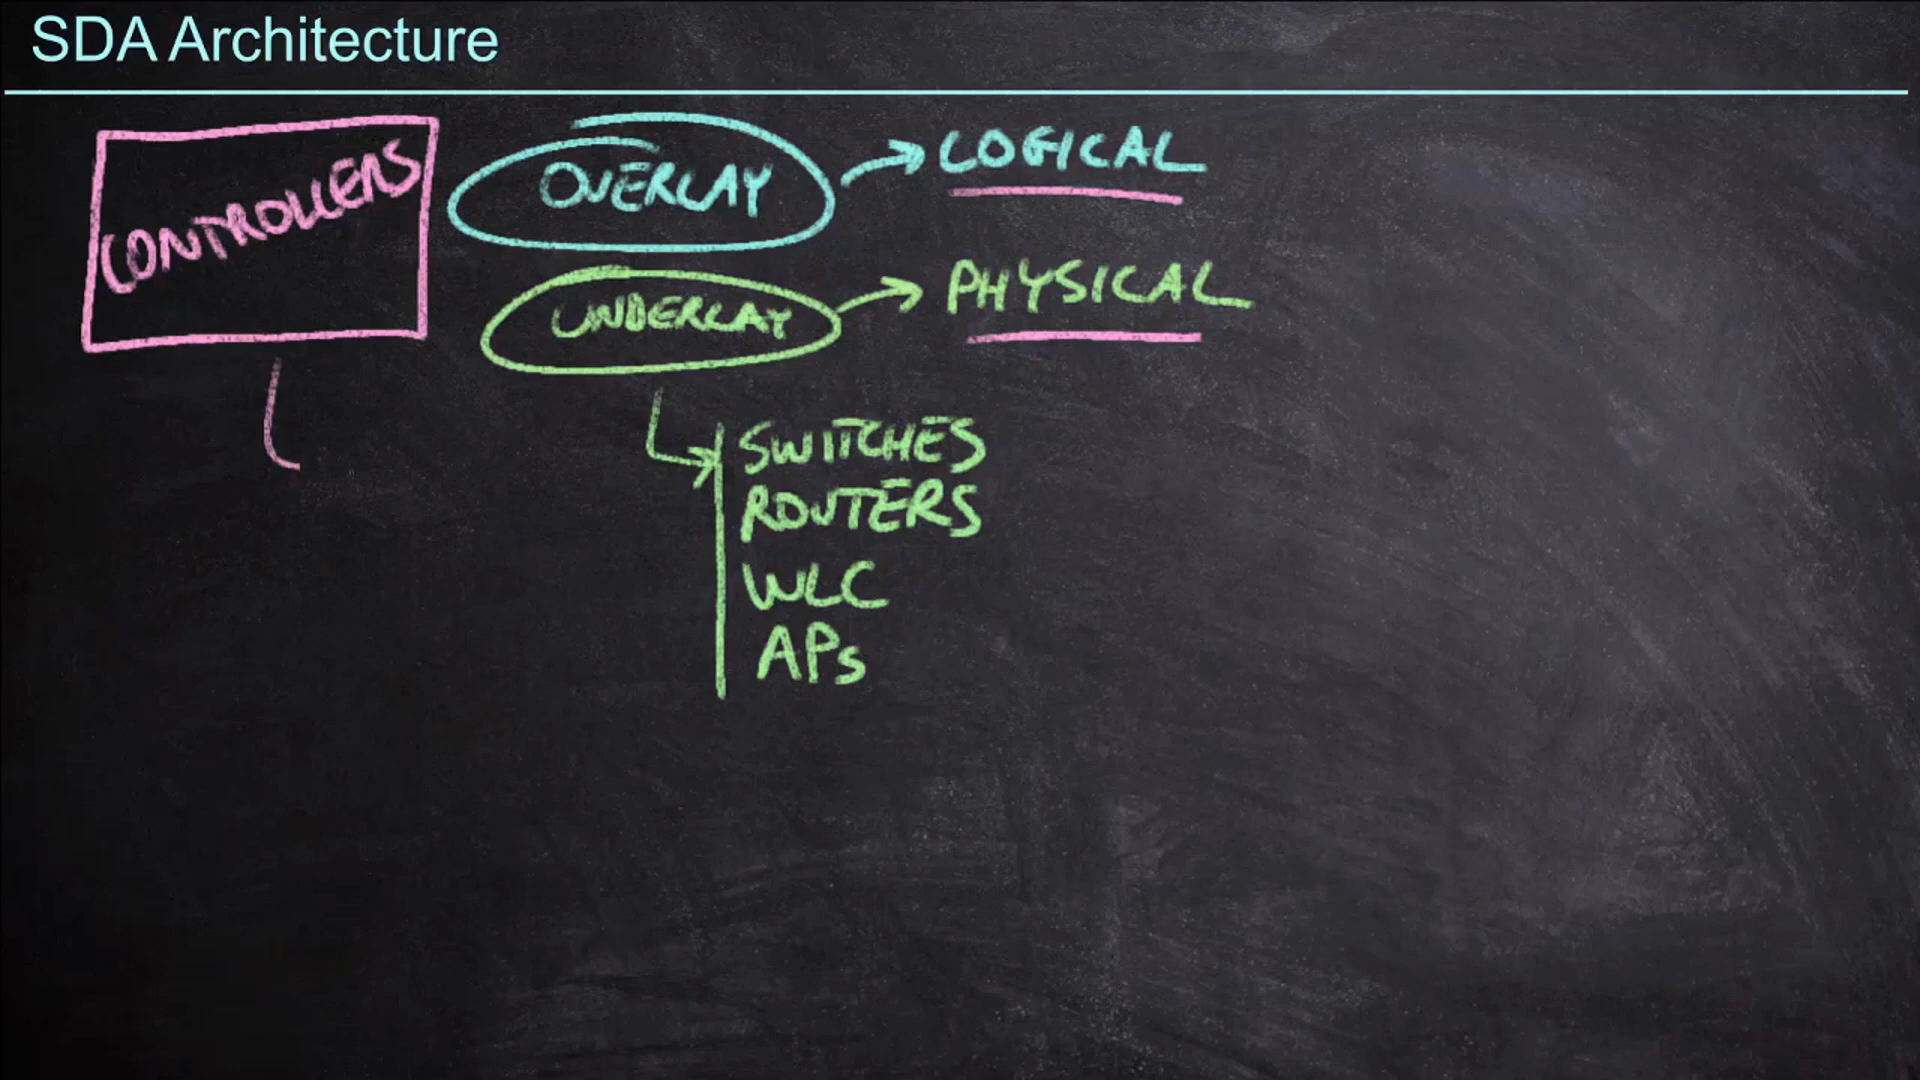 SDA Architecture
CONTROLLERS
OVERLAY
LOGICAL
UNDERLAY
PHYSICAL
SWITCHES
ROUTERS
WLC
APs